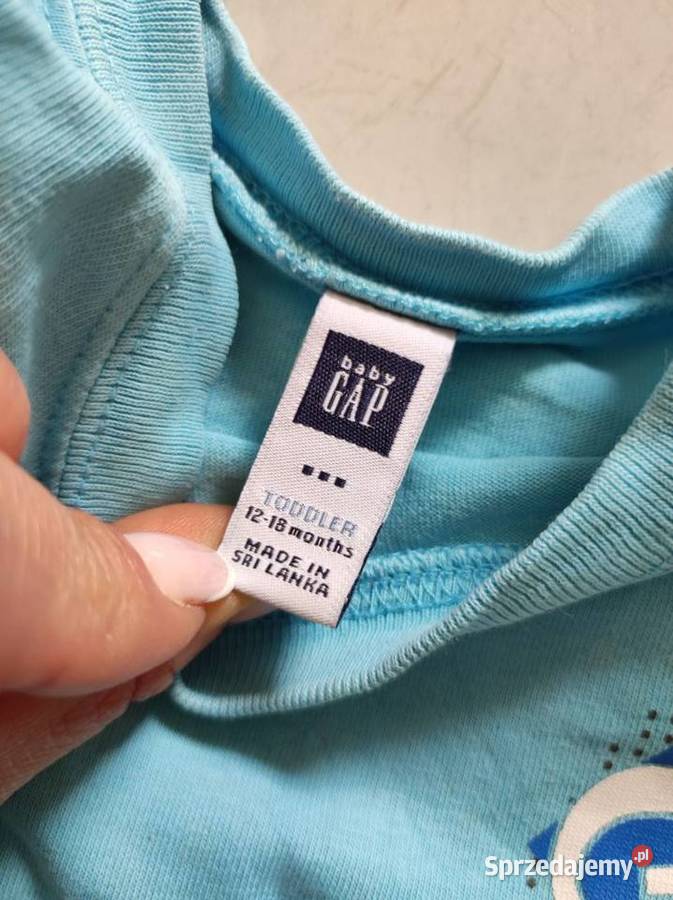 baby
GAP
TODDLER
12-18 months
MADE IN
SRI LANKA
Sprzedajemy.pl